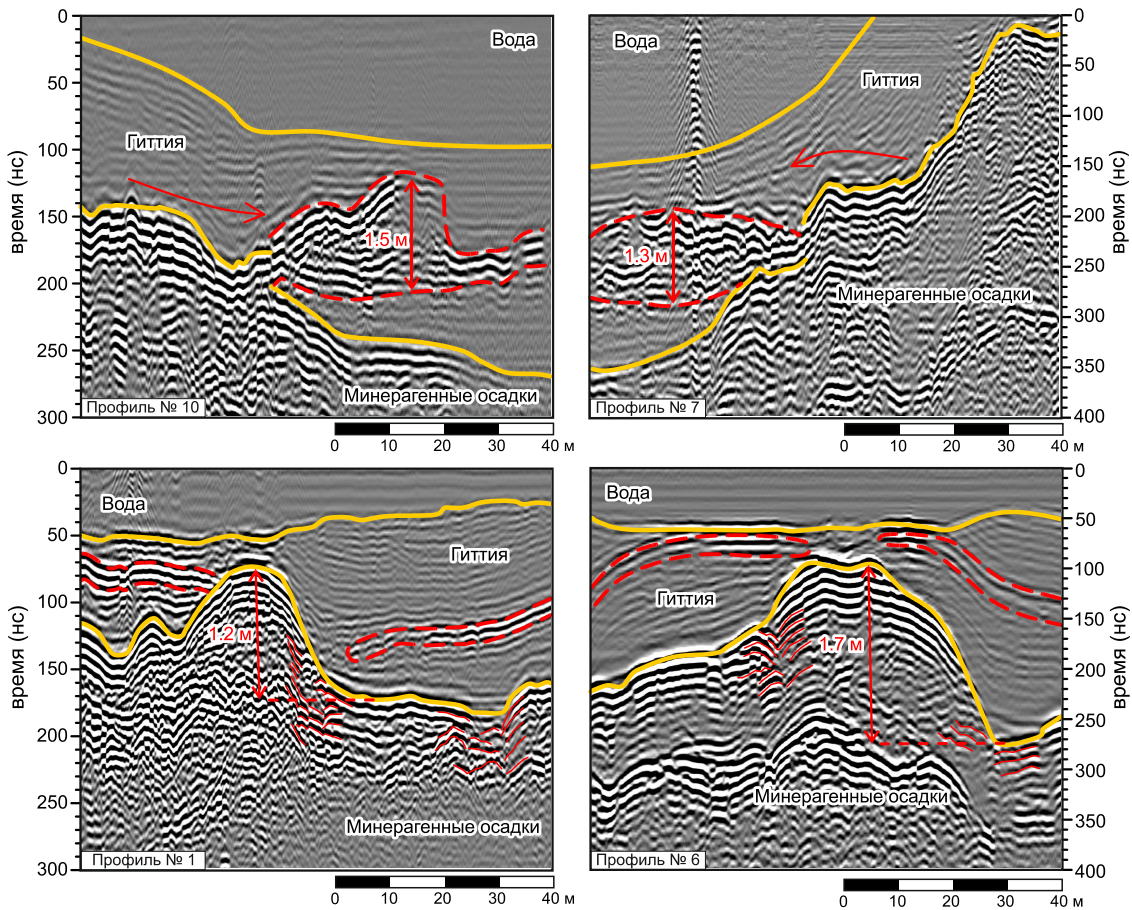 0
50
100
150
200
250
300
время (нс)
Вода
Гиттия
1.5 м
Минерагенные осадки
Профиль № 10
0 10 20 30 40 м
0
50
100
150
200
250
300
350
400
время (нс)
Вода
Гиттия
1.3 м
Минерагенные осадки
Профиль № 7
0 10 20 30 40 м
0
50
100
150
200
250
300
время (нс)
Вода
Гиттия
1.2 м
Минерагенные осадки
Профиль № 1
0 10 20 30 40 м
0
50
100
150
200
250
300
350
400
время (нс)
Вода
Гиттия
1.7 м
Минерагенные осадки
Профиль № 6
0 10 20 30 40 м